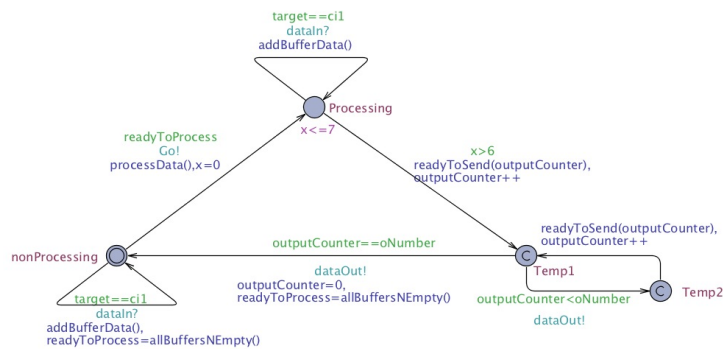 target==ci1
dataIn?
addBufferData()
Processing
x<=7
readyToProcess
Go!
processData(),x=0
x>6
readyToSend(outputCounter),
outputCounter++
nonProcessing
target==ci1
dataIn?
addBufferData(),
readyToProcess=allBuffersNEmpty()
outputCounter==oNumber
dataOut!
outputCounter=0,
readyToProcess=allBuffersNEmpty()
C
Temp1
readyToSend(outputCounter),
outputCounter++
C
Temp2
outputCounter<oNumber
dataOut!